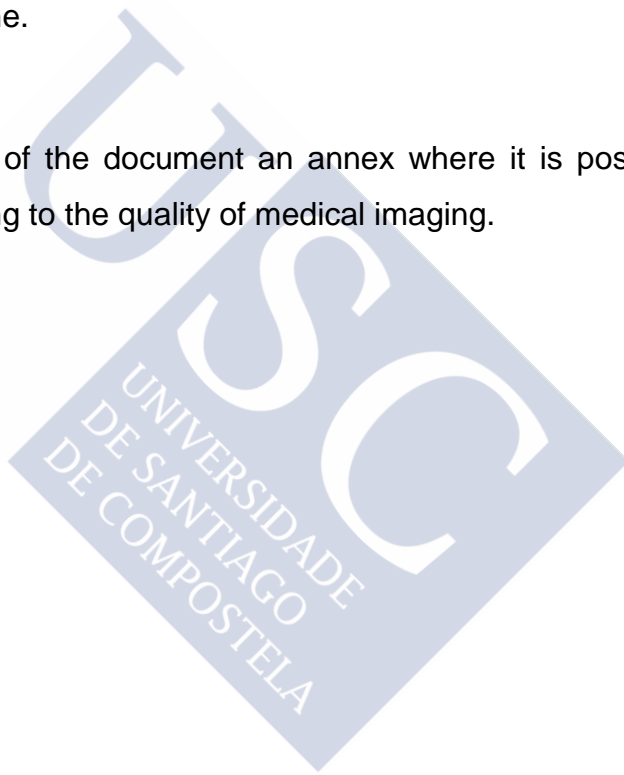 of the document an annex where it is
to the quality of medical imaging.
USC
UNIVERSIDADE
DE SANTIAGO
DE COMPOSTELA